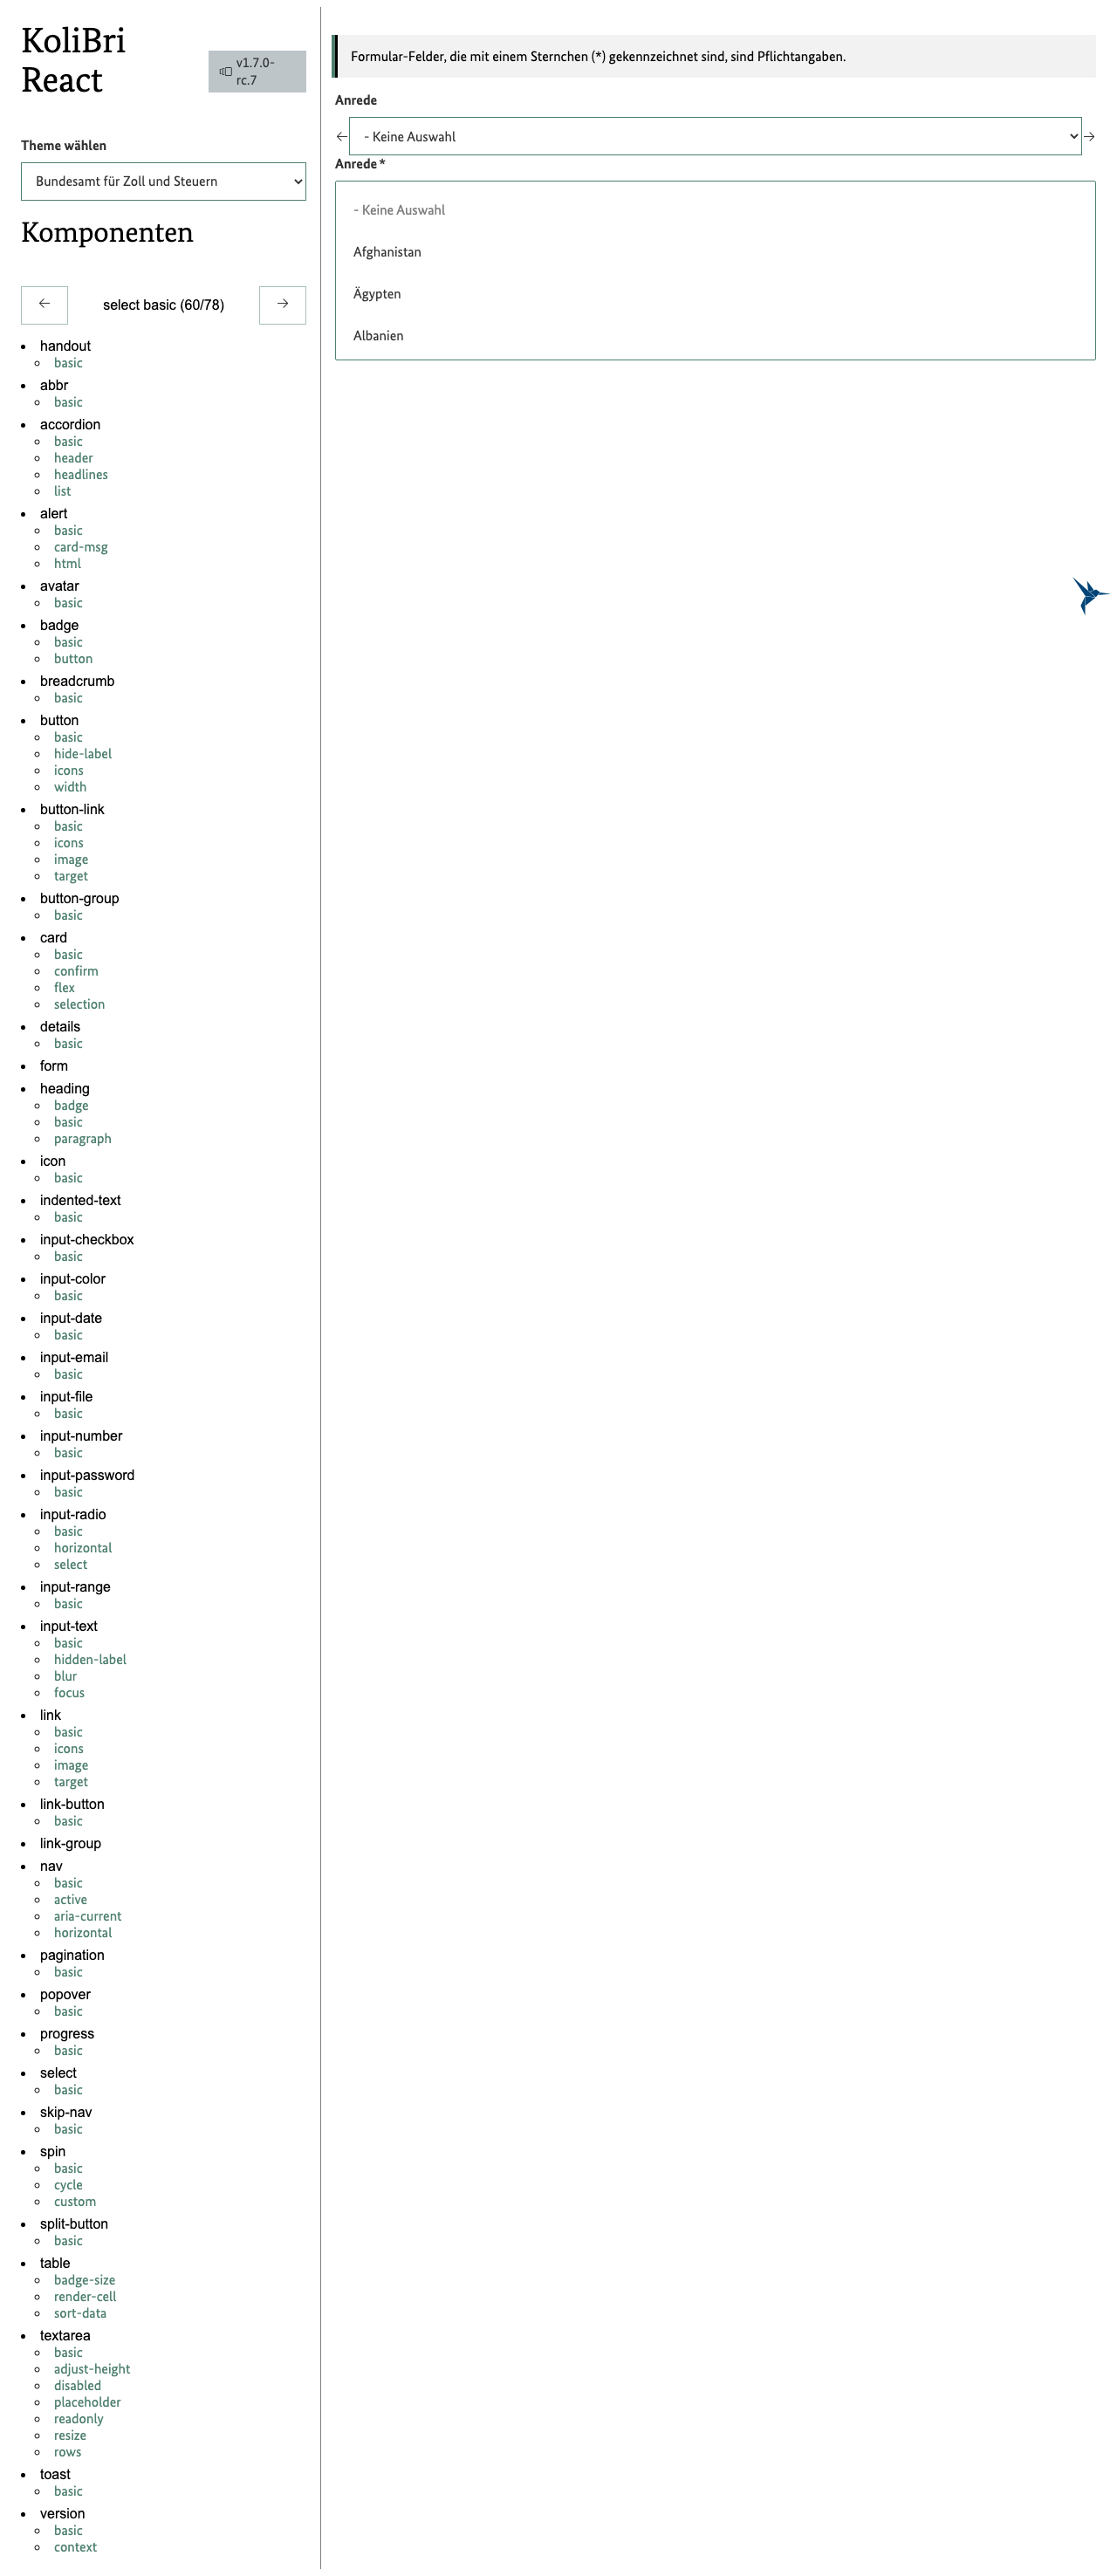 KoliBri
React
v1.7.0-
rc.7
Theme wählen
Bundesamt für Zoll und Steuern
Komponenten
select basic (60/78)
handout
basic
abbr
basic
accordion
basic
header
headlines
list
alert
basic
card-msg
html
avatar
basic
badge
basic
button
breadcrumb
basic
button
basic
hide-label
icons
width
button-link
basic
icons
image
target
button-group
basic
card
basic
confirm
flex
selection
details
basic
form
heading
badge
basic
paragraph
icon
basic
indented-text
basic
input-checkbox
basic
input-color
basic
input-date
basic
input-email
basic
input-file
basic
input-number
basic
input-password
basic
input-radio
basic
horizontal
select
input-range
basic
input-text
basic
hidden-label
blur
focus
link
basic
icons
image
target
link-button
basic
link-group
nav
basic
active
aria-current
horizontal
pagination
basic
popover
basic
progress
basic
select
basic
skip-nav
basic
spin
basic
cycle
custom
split-button
basic
table
badge-size
render-cell
sort-data
textarea
basic
adjust-height
disabled
placeholder
readonly
resize
rows
toast
basic
version
basic
context
Formular-Felder, die mit einem Sternchen (*) gekennzeichnet sind, sind Pflichtangaben.
Anrede
- Keine Auswahl
Anrede *
- Keine Auswahl
Afghanistan
Ägypten
Albanien